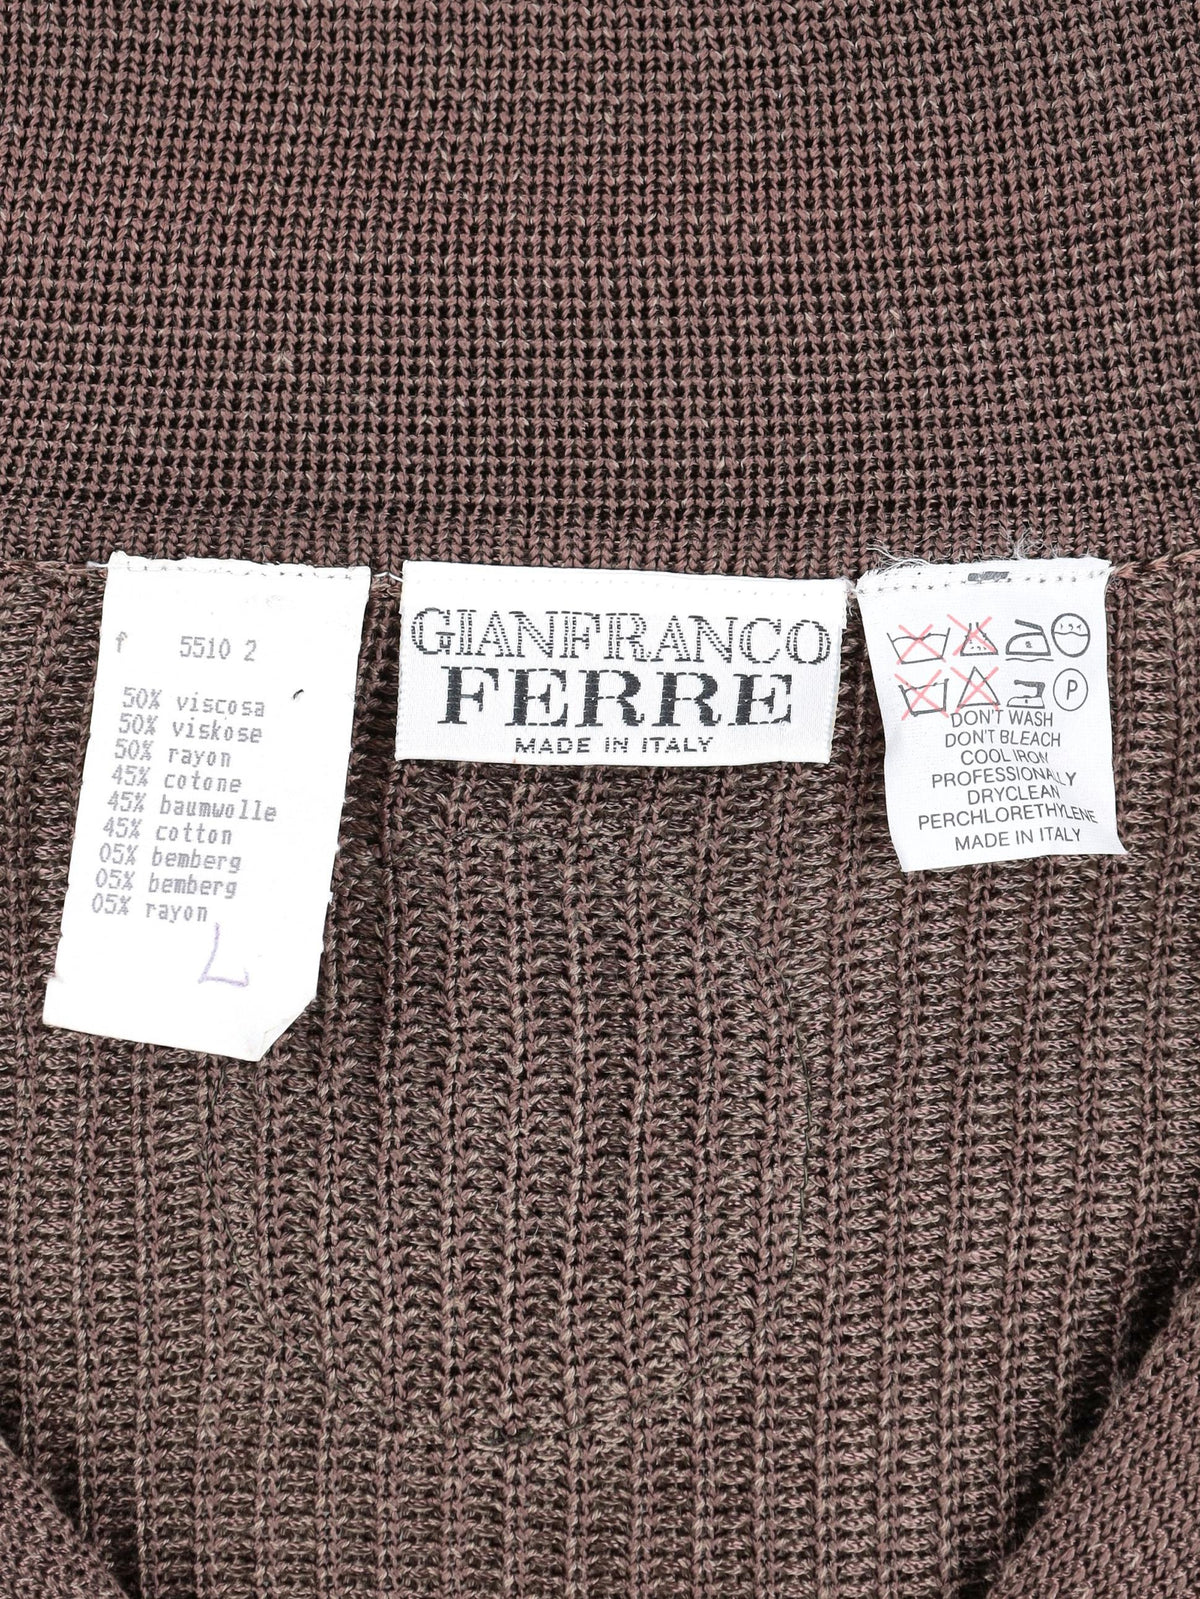 f 5510 2
50% viscosa
50% viskose
50% rayon
45% cotone
45% baumwolle
45% cotton
05% bemberg
05% bemberg
05% rayon
L
GIANFRANCO
FERRE
MADE IN ITALY
P
DON'T WASH
DON'T BLEACH
COOL IRON
PROFESSIONALLY
DRYCLEAN
PERCHLORETHYLENE
MADE IN ITALY